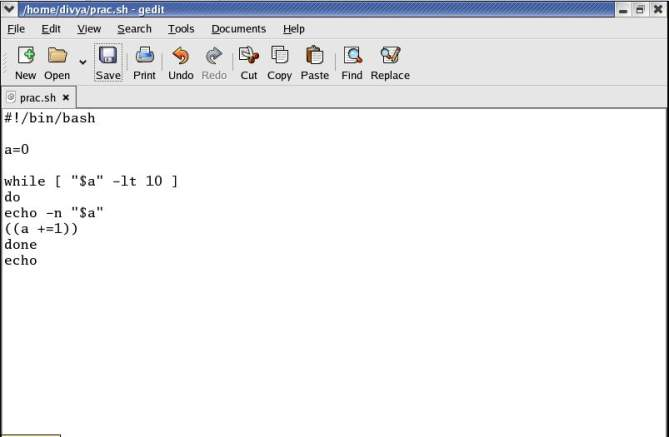 /home/divya/prac.sh - gedit
File Edit View Search Tools Documents Help
New Open Save Print Undo Redo Cut Copy Paste Find Replace
prac.sh
#!/bin/bash
a=0
while [ "$a" -lt 10 ]
do
echo -n "$a"
((a +=1))
done
echo